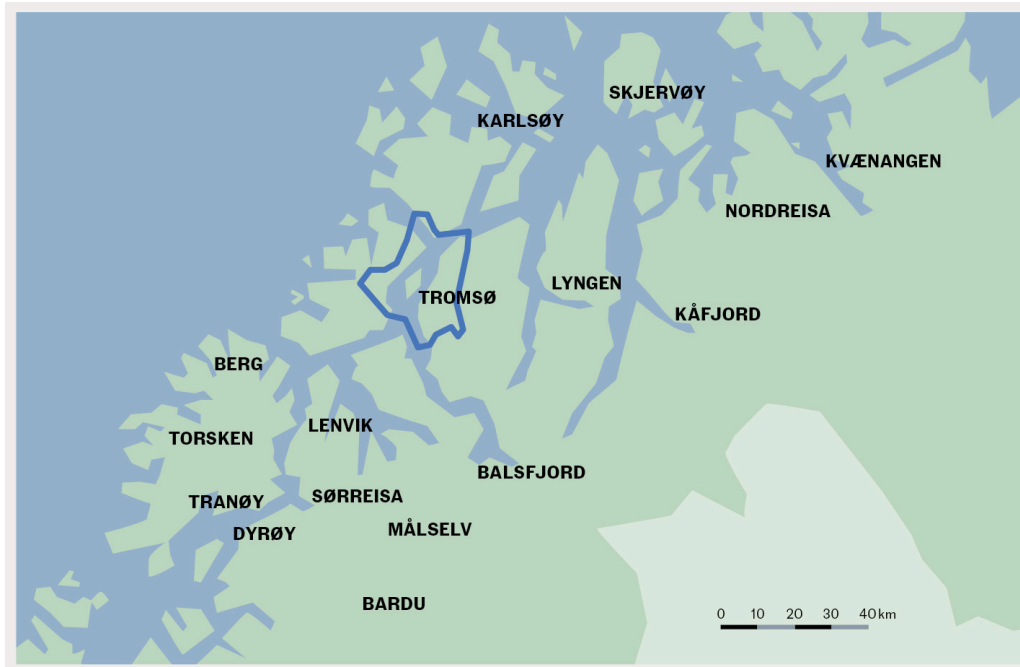 SKJERVØY
KARLSØY
KVÆNANGEN
NORDREISA
LYNGEN
TROMSØ
KÅFJORD
BERG
LENVIK
TORSKEN
BALSFJORD
SØRREISA
TRANØY
MÅLSELV
DYRØY
BARDU
0 10 20 30 40 km